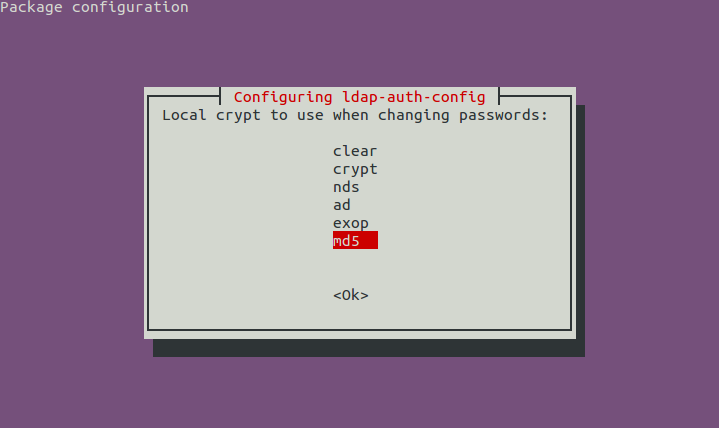 Package configuration
Configuring ldap-auth-config
Local crypt to use when changing passwords:
clear
crypt
nds
ad
exop
md5
<Ok>